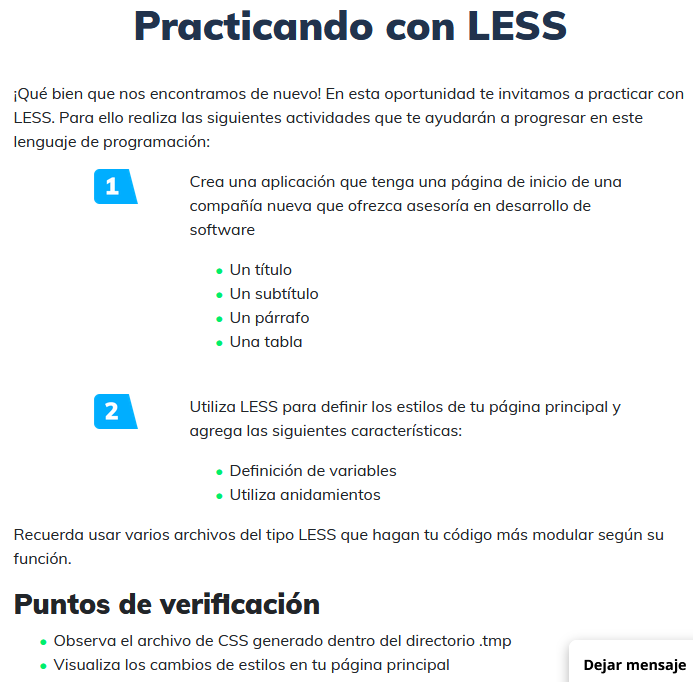 Practicando con LESS
¡Qué bien que nos encontramos de nuevo! En esta oportunidad te invitamos a practicar con
LESS. Para ello realiza las siguientes actividades que te ayudarán a progresar en este
lenguaje de programación:
1
Crea una aplicación que tenga una página de inicio de una
compañía nueva que ofrezca asesoría en desarrollo de
software
• Un título
• Un subtítulo
• Un párrafo
• Una tabla
2
Utiliza LESS para definir los estilos de tu página principal y
agrega las siguientes características:
• Definición de variables
• Utiliza anidamientos
Recuerda usar varios archivos del tipo LESS que hagan tu código más modular según su
función.
Puntos de verificación
• Observa el archivo de CSS generado dentro del directorio .tmp
• Visualiza los cambios de estilos en tu página principal
Dejar mensaje